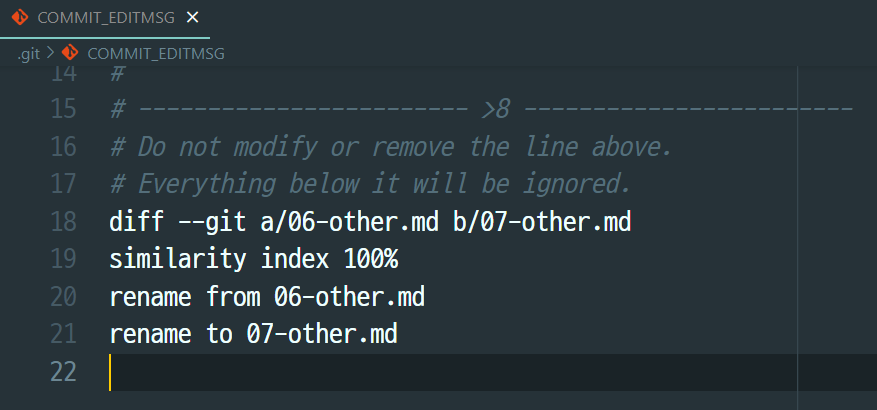 COMMIT_EDITMSG ×
.git > COMMIT_EDITMSG
14 #
15 # ------------------------ >8 ------------------------
16 # Do not modify or remove the line above.
17 # Everything below it will be ignored.
18 diff --git a/06-other.md b/07-other.md
19 similarity index 100%
20 rename from 06-other.md
21 rename to 07-other.md
22